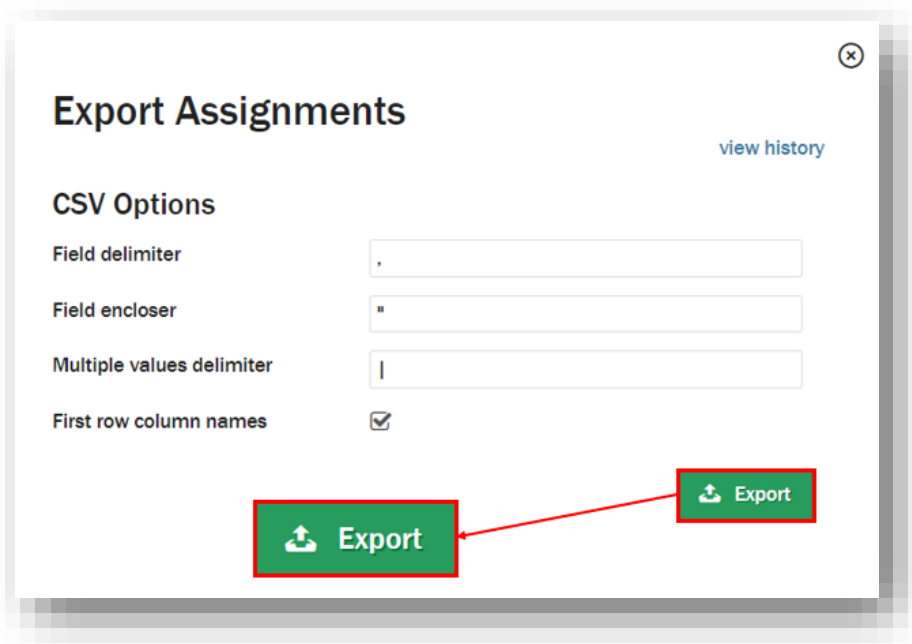 Export Assignments
view history
CSV Options
Field delimiter ,
Field encloser "
Multiple values delimiter |
First row column names
Export
Export